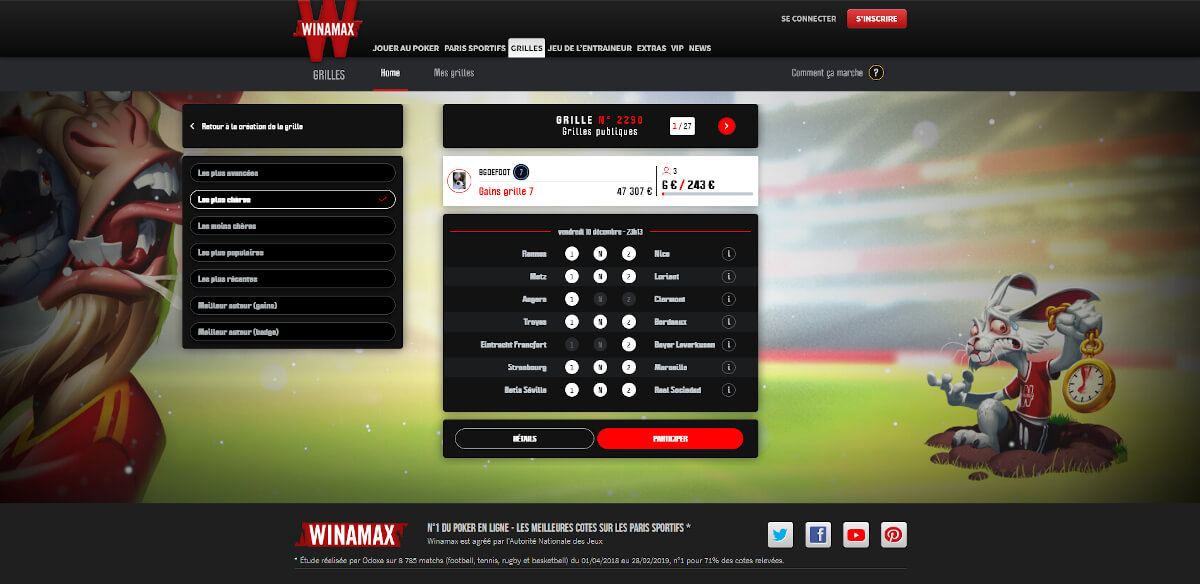 WINAMAX
SE CONNECTER
S'INSCRIRE
JOUER AU POKER PARIS SPORTIFS GRILLES JEU DE L'ENTRAINEUR EXTRAS VIP NEWS
GRILLES Home Mes grilles Comment ça marche ?
Retour à la création de la grille
Les plus avancées
Les plus chères
Les moins chères
Les plus populaires
Les plus récentes
Meilleur auteur (gains)
Meilleur auteur (badge)
GRILLE N° 2290
Grilles publiques
1 / 27
BGDEFOOT 7
Gains grille 7
47 307 €
3
6 € / 243 €
vendredi 10 décembre - 23h13
Rennes 1 N 2 Nice i
Metz 1 N 2 Lorient i
Angers 1 N 2 Clermont i
Troyes 1 N 2 Bordeaux i
Eintracht Francfort 1 N 2 Bayer Leverkusen i
Strasbourg 1 N 2 Marseille i
Betis Séville 1 N 2 Real Sociedad i
DÉTAILS
PARTICIPER
W
WINAMAX
N°1 DU POKER EN LIGNE - LES MEILLEURES COTES SUR LES PARIS SPORTIFS *
Winamax est agréé par l'Autorité Nationale des Jeux
* Étude réalisée par Odoxa sur 8 785 matchs (football, tennis, rugby et basketball) du 01/04/2018 au 28/02/2019, n°1 pour 71% des cotes relevées.